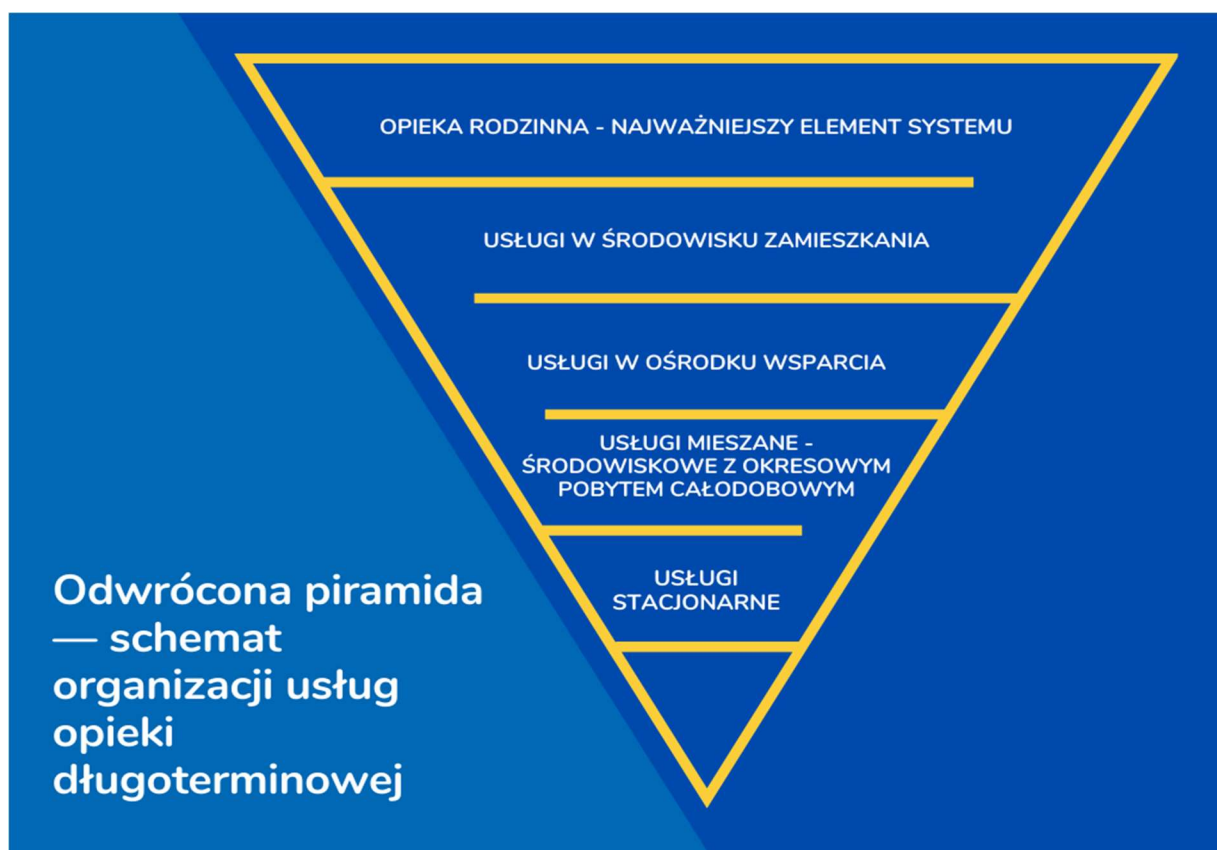 OPIEKA RODZINNA - NAJWAŻNIEJSZY ELEMENT SYSTEMU
USŁUGI W ŚRODOWISKU ZAMIESZKANIA
USŁUGI W OŚRODKU WSPARCIA
USŁUGI MIESZANE -
ŚRODOWISKOWE Z OKRESOWYM
POBYTEM CAŁODOBOWYM
USŁUGI
STACJONARNE
Odwrócona piramida
— schemat
organizacji usług
opieki
długoterminowej